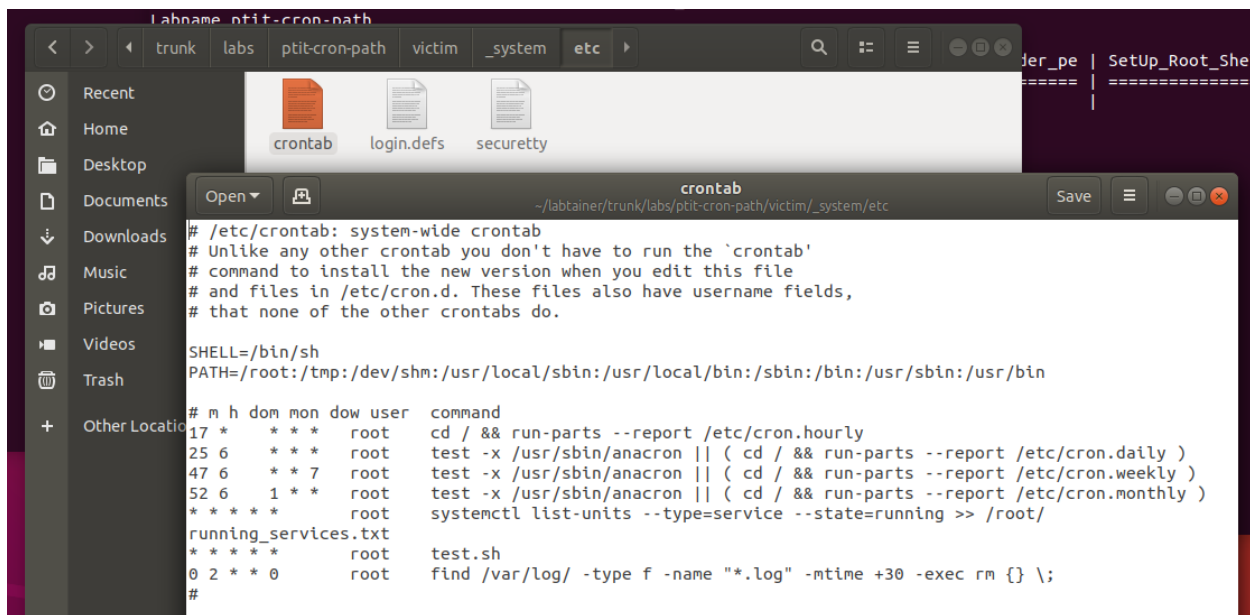 Labname ptit-cron-path
trunk labs ptit-cron-path victim _system etc
der_pe | SetUp_Root_She
====== | ==============
|
Recent
Home
Desktop
Documents
Downloads
Music
Pictures
Videos
Trash
Other Locatio
crontab login.defs securetty
Open crontab Save
~/labtainer/trunk/labs/ptit-cron-path/victim/_system/etc
# /etc/crontab: system-wide crontab
# Unlike any other crontab you don't have to run the `crontab'
# command to install the new version when you edit this file
# and files in /etc/cron.d. These files also have username fields,
# that none of the other crontabs do.
SHELL=/bin/sh
PATH=/root:/tmp:/dev/shm:/usr/local/sbin:/usr/local/bin:/sbin:/bin:/usr/sbin:/usr/bin
# m h dom mon dow user command
17 * * * * root cd / && run-parts --report /etc/cron.hourly
25 6 * * * root test -x /usr/sbin/anacron || ( cd / && run-parts --report /etc/cron.daily )
47 6 * * 7 root test -x /usr/sbin/anacron || ( cd / && run-parts --report /etc/cron.weekly )
52 6 1 * * root test -x /usr/sbin/anacron || ( cd / && run-parts --report /etc/cron.monthly )
* * * * * root systemctl list-units --type=service --state=running >> /root/
running_services.txt
* * * * * root test.sh
0 2 * * 0 root find /var/log/ -type f -name "*.log" -mtime +30 -exec rm {} \;
#